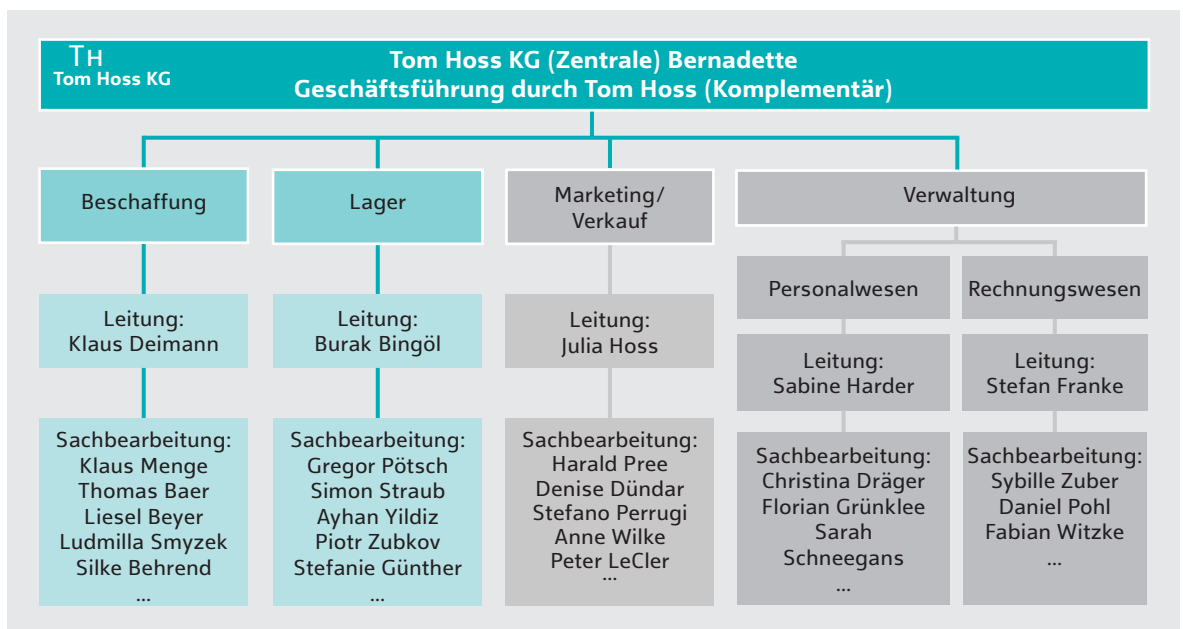 TH
Tom Hoss KG
Tom Hoss KG (Zentrale) Bernadette
Geschäftsführung durch Tom Hoss (Komplementär)
Beschaffung
Leitung:
Klaus Deimann
Sachbearbeitung:
Klaus Menge
Thomas Baer
Liesel Beyer
Ludmilla Smyzek
Silke Behrend
...
Lager
Leitung:
Burak Bingöl
Sachbearbeitung:
Gregor Pötsch
Simon Straub
Ayhan Yildiz
Piotr Zubkov
Stefanie Günther
...
Marketing/
Verkauf
Leitung:
Julia Hoss
Sachbearbeitung:
Harald Pree
Denise Dündar
Stefano Perrugi
Anne Wilke
Peter LeCler
...
Verwaltung
Personalwesen
Leitung:
Sabine Harder
Sachbearbeitung:
Christina Dräger
Florian Grünklee
Sarah
Schneegans
...
Rechnungswesen
Leitung:
Stefan Franke
Sachbearbeitung:
Sybille Zuber
Daniel Pohl
Fabian Witzke
...